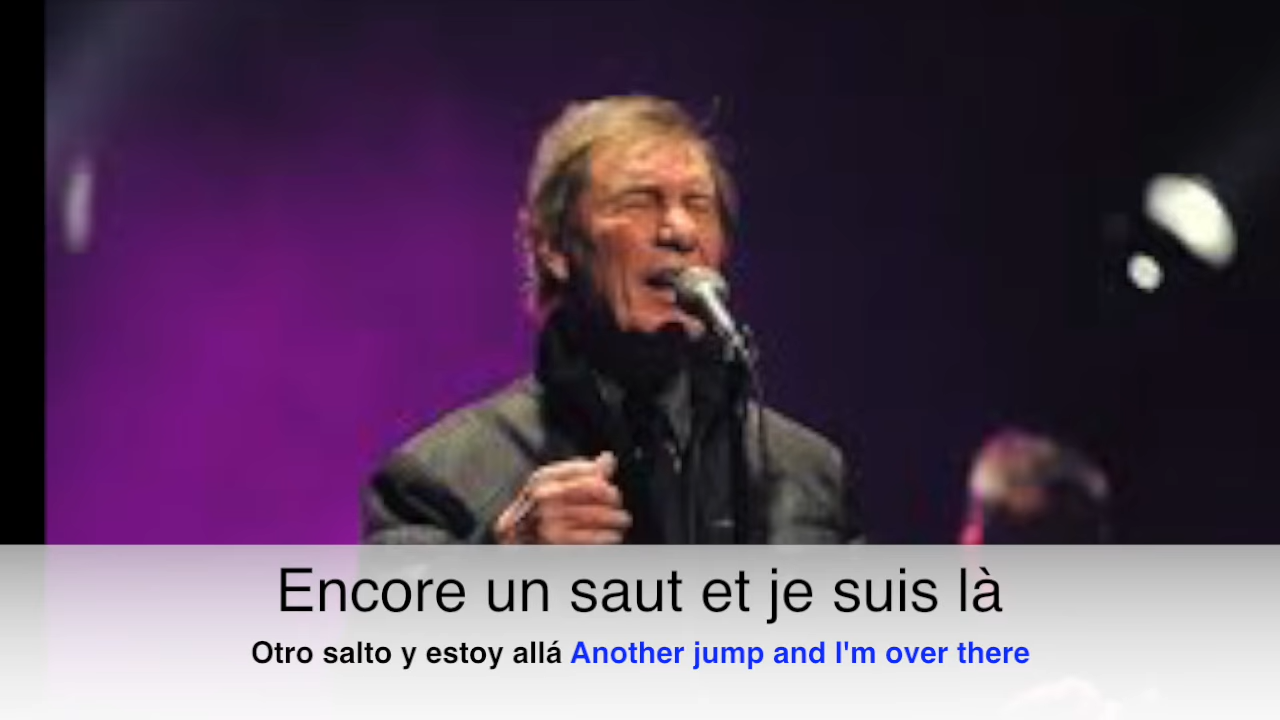 Encore un saut et je suis là
Otro salto y estoy allá Another jump and I'm over there